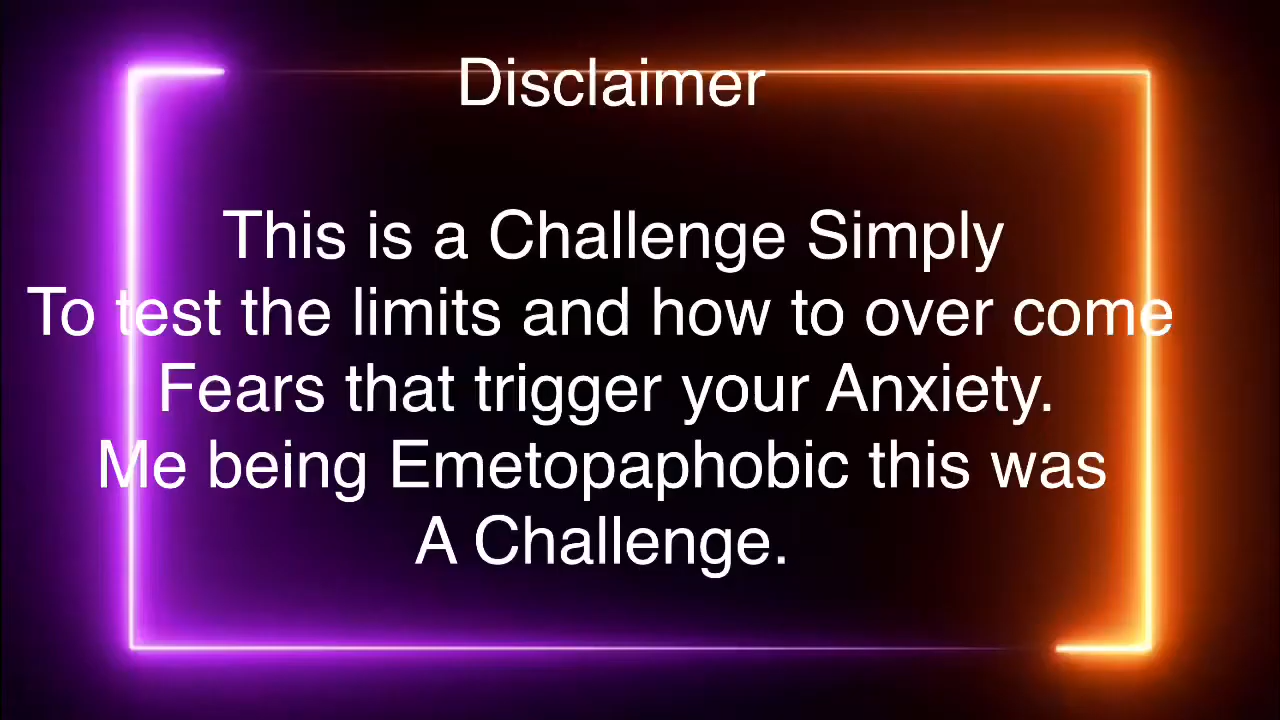 Disclaimer
This is a Challenge Simply
To test the limits and how to over come
Fears that trigger your Anxiety.
Me being Emetopaphobic this was
A Challenge.